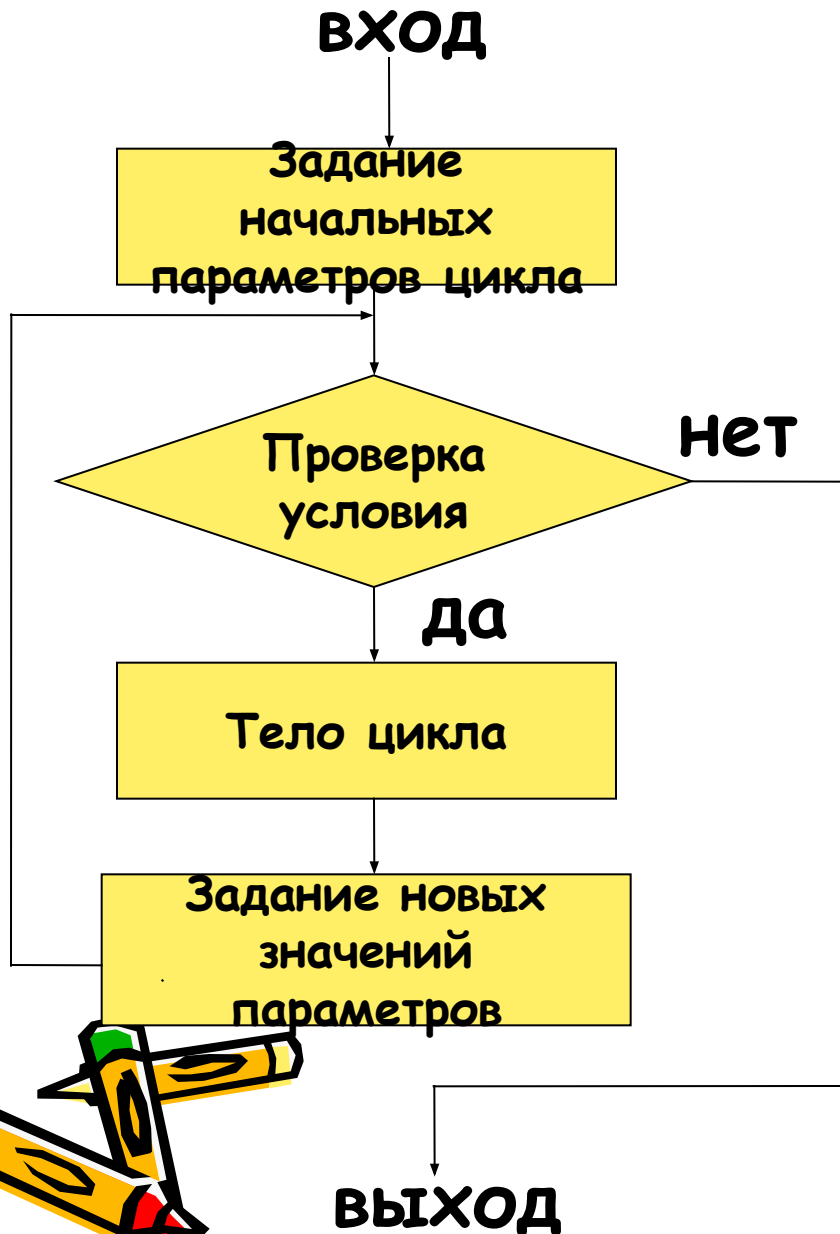 вход
Задание
начальных
параметров цикла
Проверка
условия
нет
да
Тело цикла
Задание новых
значений
параметров
выход